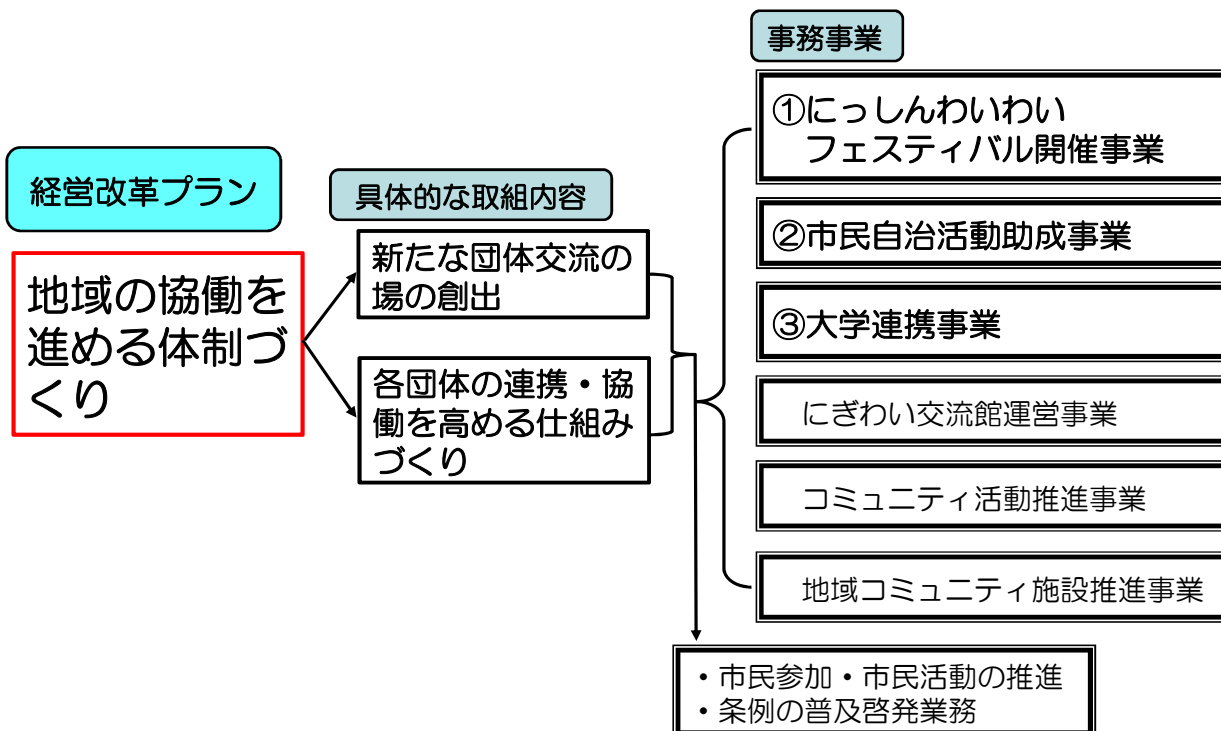 経営改革プラン
地域の協働を
進める体制づ
くり
具体的な取組内容
新たな団体交流の
場の創出
各団体の連携・協
働を高める仕組み
づくり
事務事業
①にっしんわいわい
フェスティバル開催事業
②市民自治活動助成事業
③大学連携事業
にぎわい交流館運営事業
コミュニティ活動推進事業
地域コミュニティ施設推進事業
・市民参加・市民活動の推進
・条例の普及啓発業務